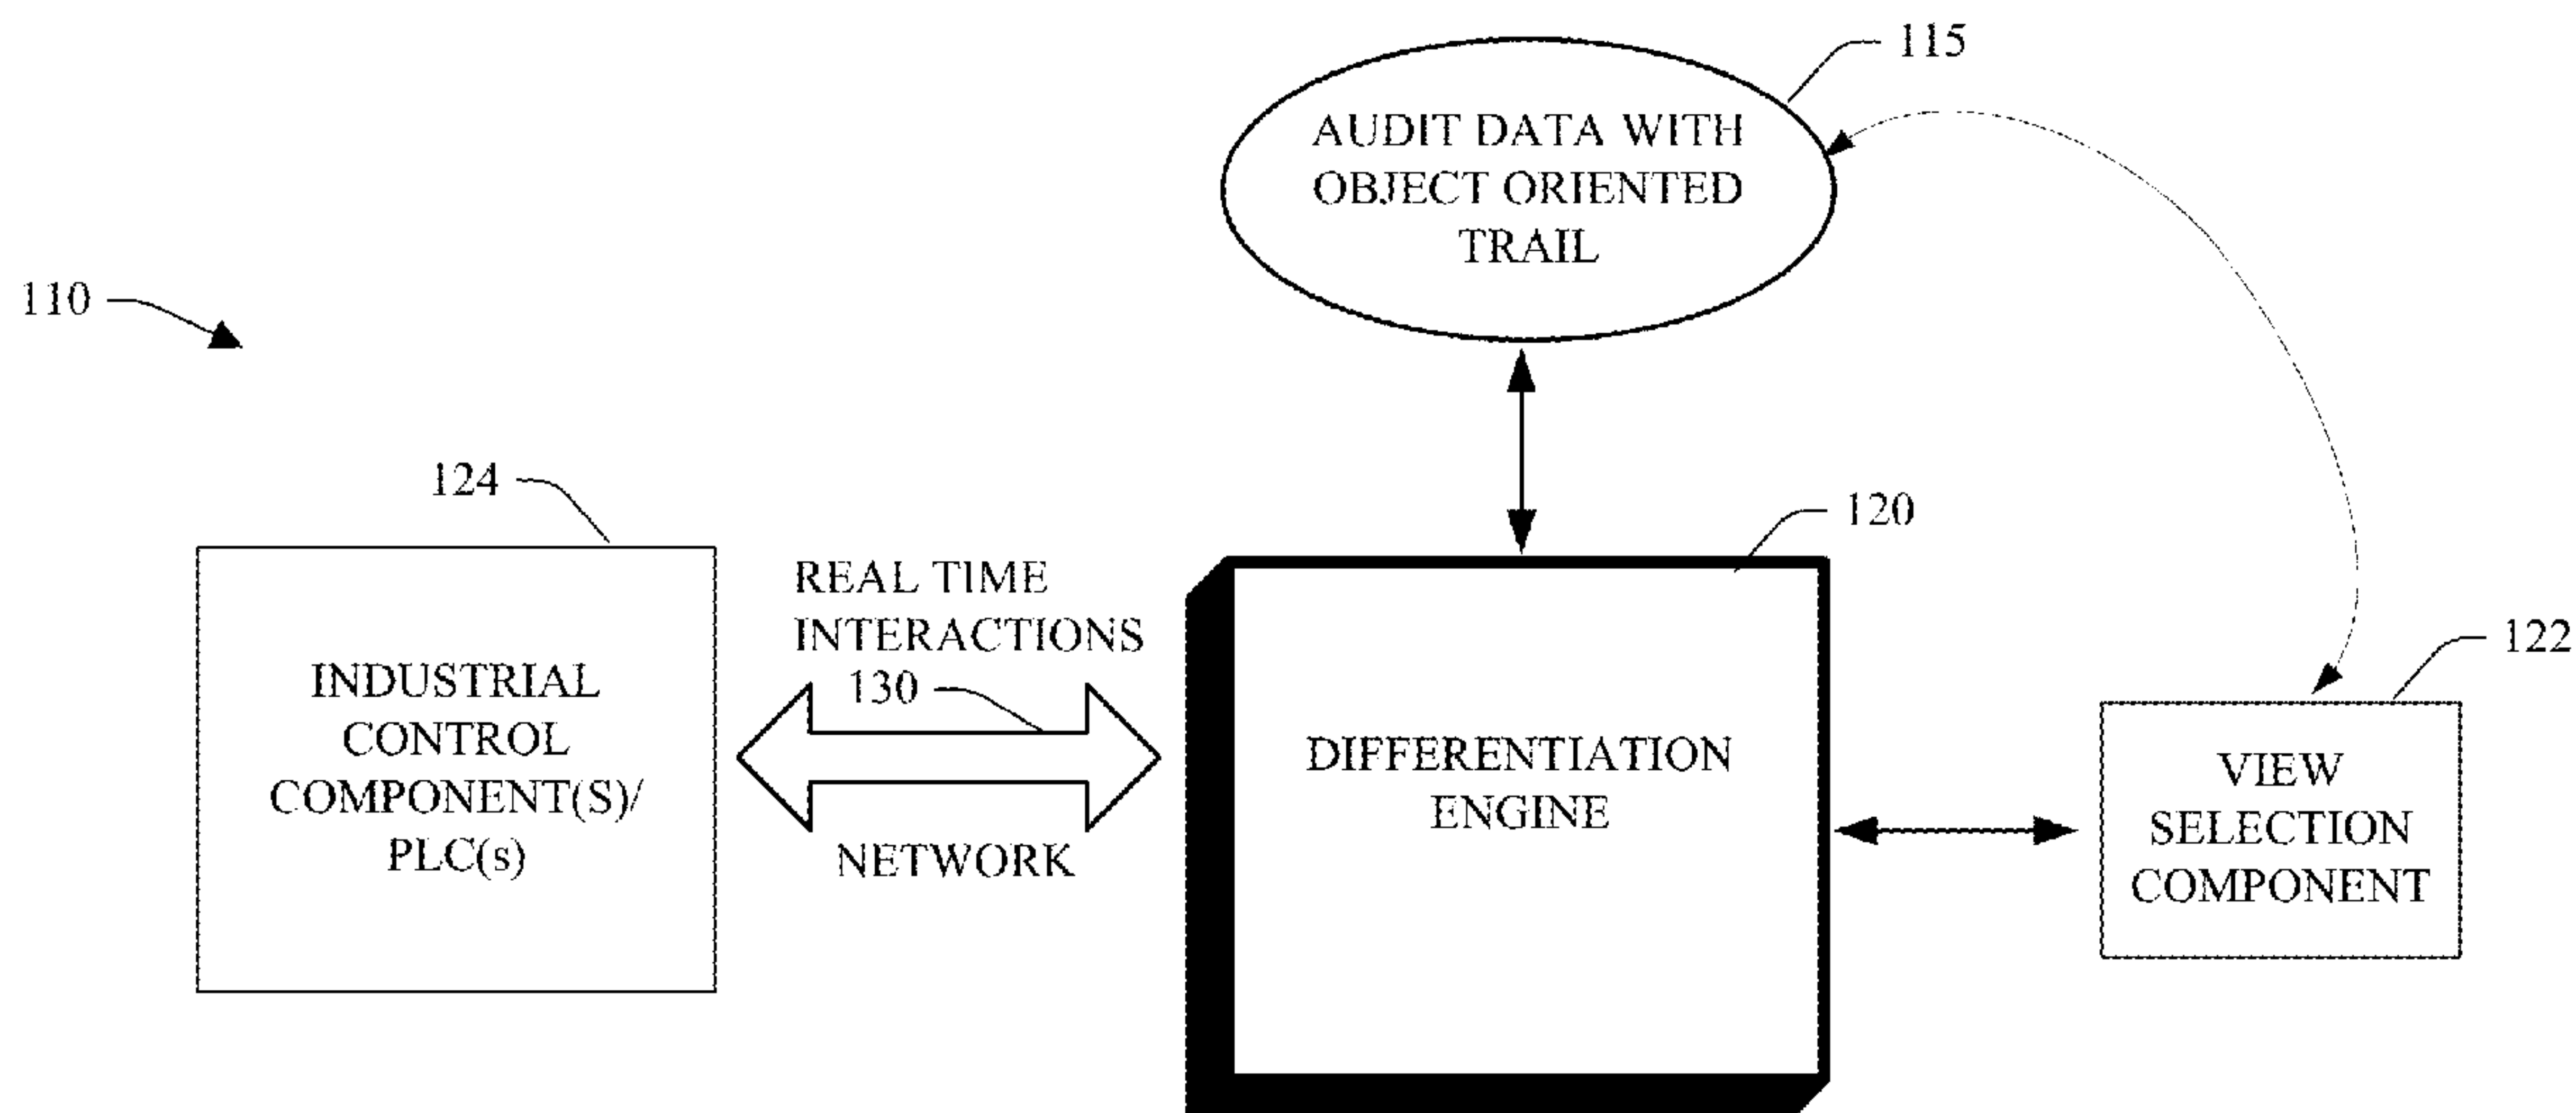 115
AUDIT DATA WITH
OBJECT ORIENTED
TRAIL
110
124
120
REAL TIME
INTERACTIONS
130
122
INDUSTRIAL
CONTROL
COMPONENT(S)/
PLC(s)
NETWORK
DIFFERENTIATION
ENGINE
VIEW
SELECTION
COMPONENT